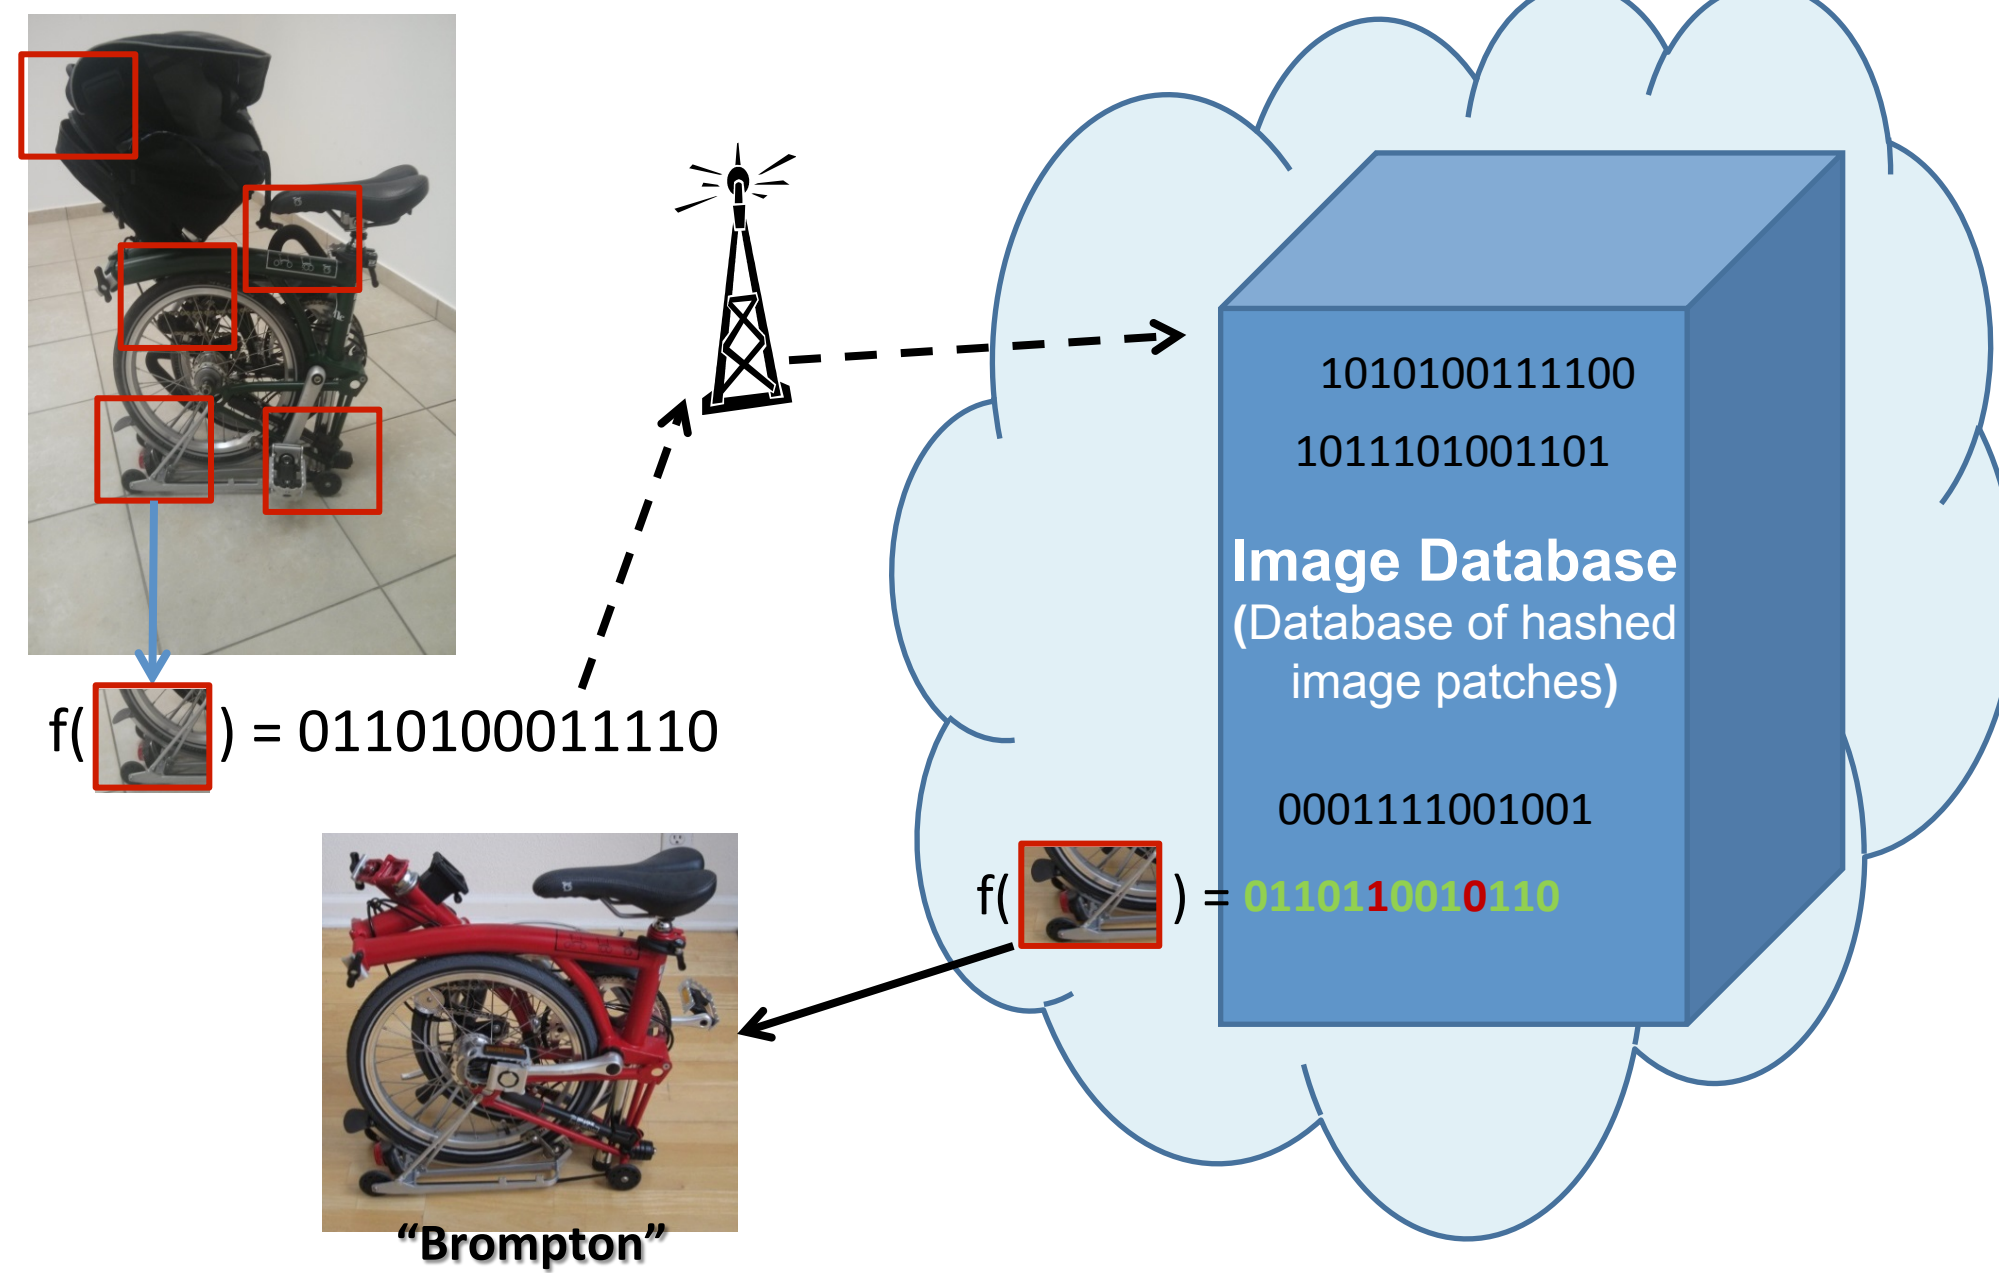 1010100111100
1011101001101
Image Database
(Database of hashed
image patches)
f( ) = 0110100011110
0001111001001
f( ) = 0110110010110
“Brompton”